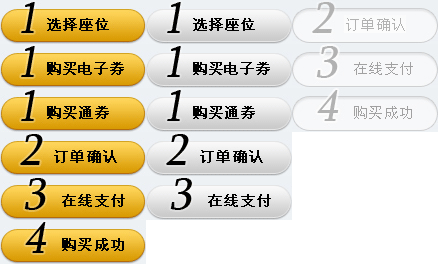 1 选择座位 1 选择座位 2 订单确认
1 购买电子券 1 购买电子券 3 在线支付
1 购买通券 1 购买通券 4 购买成功
2 订单确认 2 订单确认
3 在线支付 3 在线支付
4 购买成功